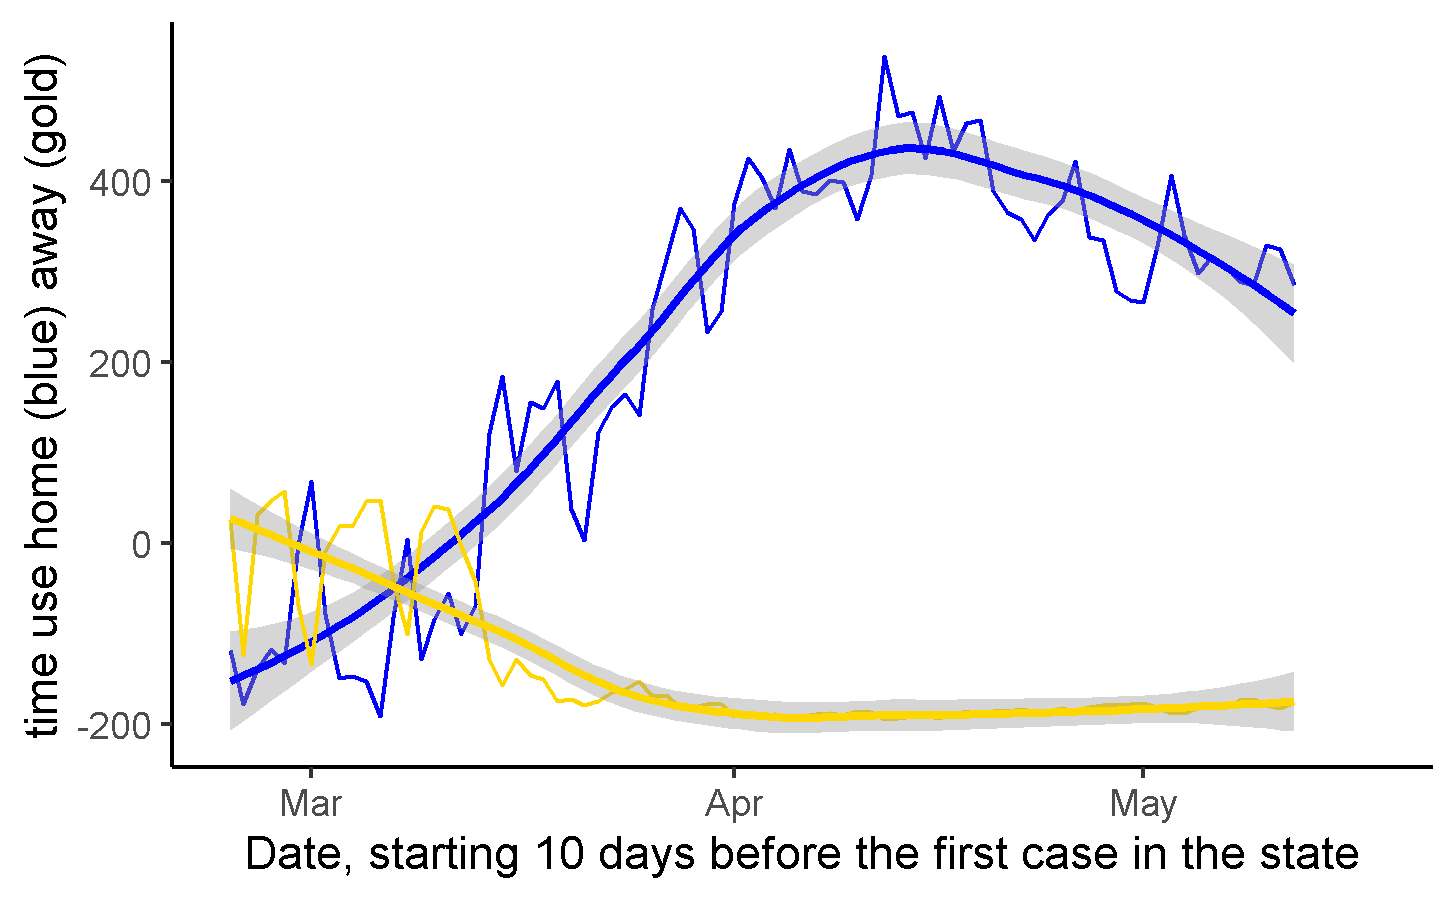 time use home (blue) away (gold)
400
200
0
-200
Mar Apr May
Date, starting 10 days before the first case in the state